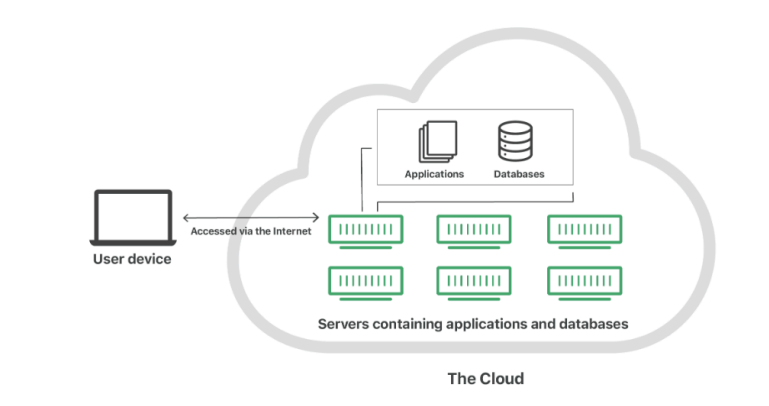 Applications
Databases
Accessed via the Internet
User device
Servers containing applications and databases
The Cloud